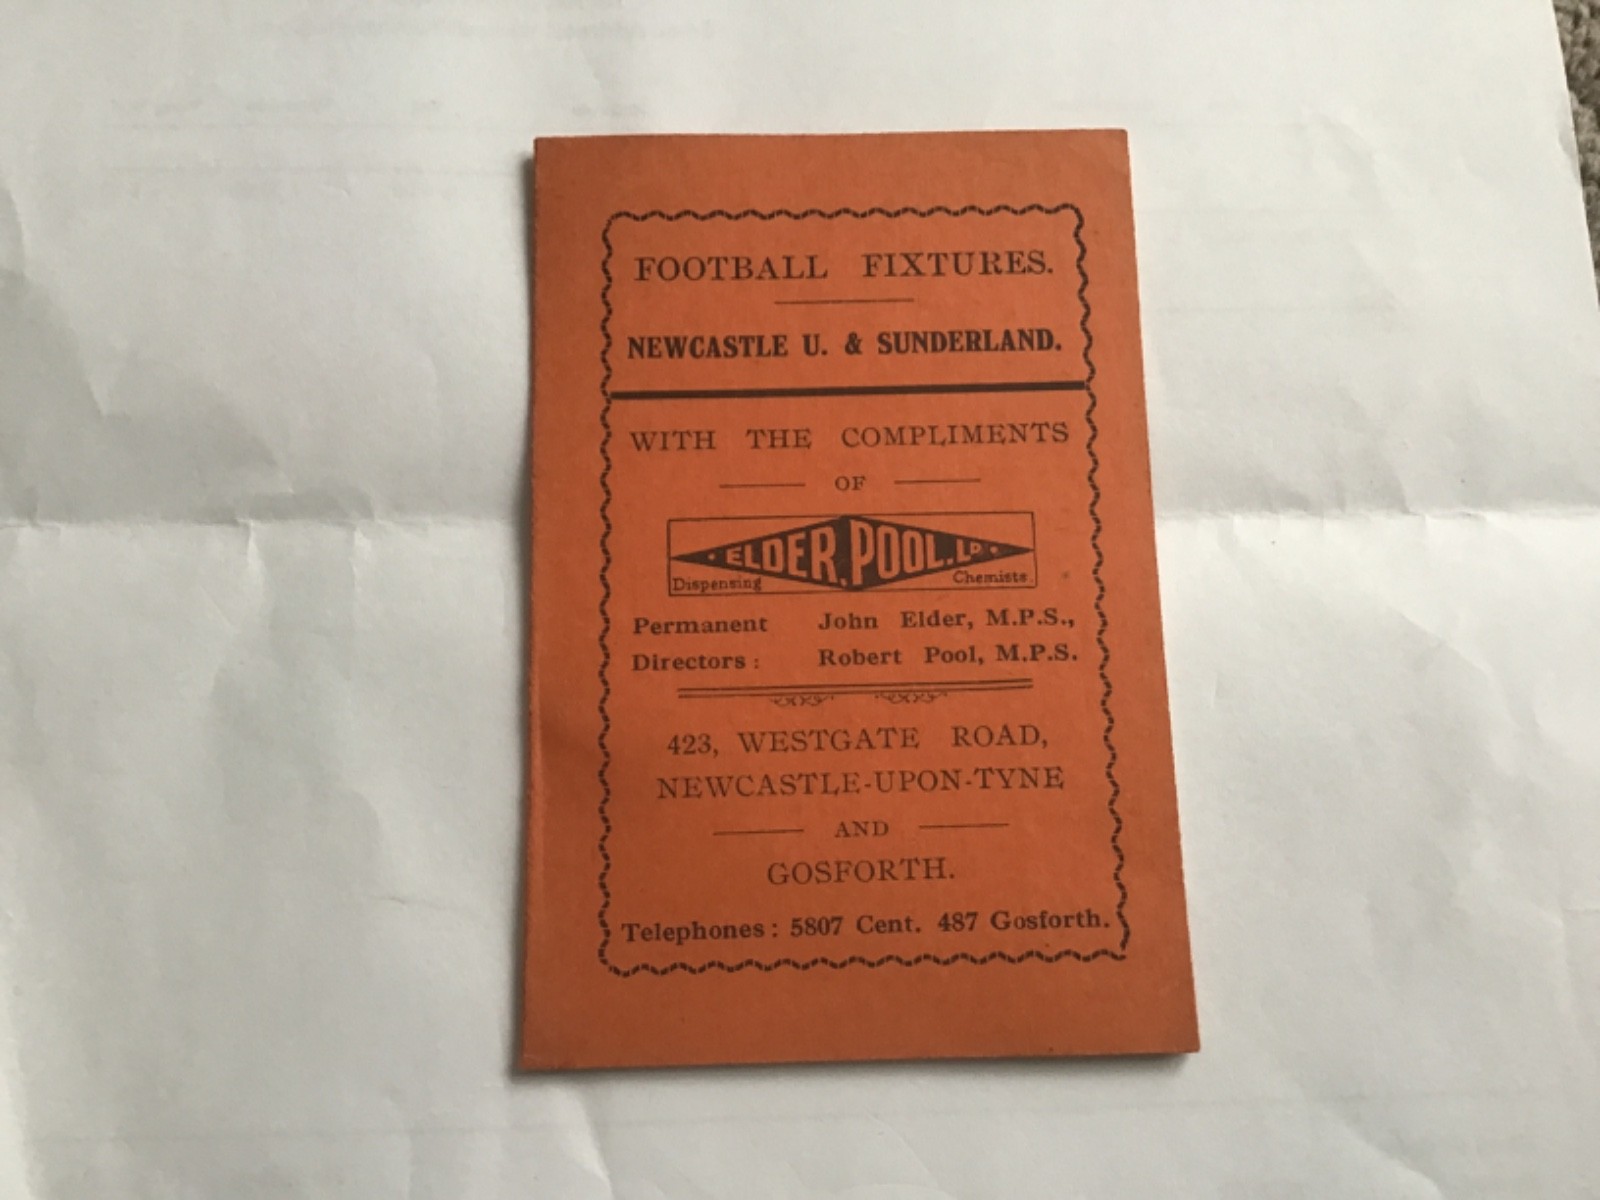 FOOTBALL FIXTURES.
NEWCASTLE U. & SUNDERLAND.
WITH THE COMPLIMENTS
OF
ELDER. POOL. LD.
Dispensing Chemists.
Permanent John Elder, M.P.S.,
Directors: Robert Pool, M.P.S.
423, WESTGATE ROAD,
NEWCASTLE-UPON-TYNE
AND
GOSFORTH.
Telephones: 5807 Cent. 487 Gosforth.